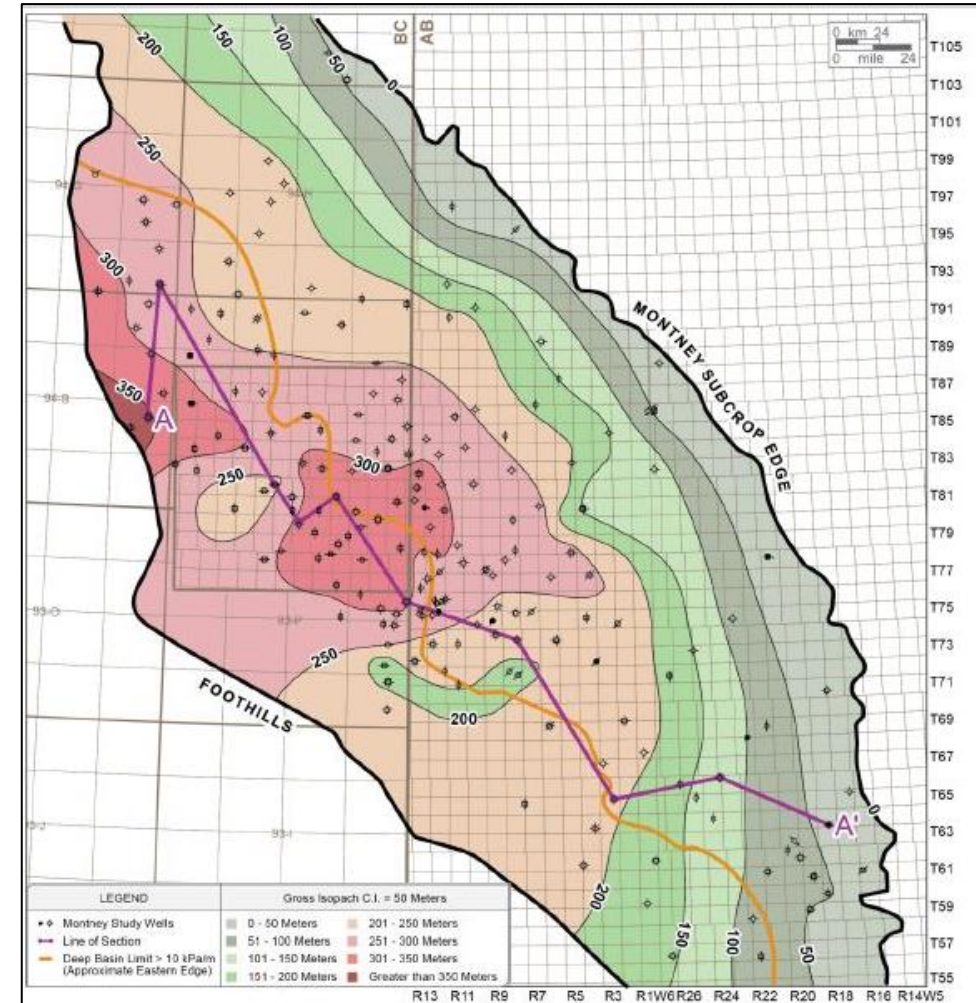 BC
AB
0 km 24
0 mile 24
200
150
100
50
0
T105
T103
T101
T99
T97
T95
T93
T91
T89
T87
T85
T83
T81
T79
T77
T75
T73
T71
T69
T67
T65
T63
T61
T59
T57
T55
250
300
350
A
250
300
MONTNEY SUBCROP EDGE
94-B
93-O
93-P
250
200
FOOTHILLS
93-I
0
A'
200
150
100
50
LEGEND
Montney Study Wells
Line of Section
Deep Basin Limit > 10 kPa/m
(Approximate Eastern Edge)
Gross Isopach C.I. = 50 Meters
0 - 50 Meters
51 - 100 Meters
101 - 150 Meters
151 - 200 Meters
201 - 250 Meters
251 - 300 Meters
301 - 350 Meters
Greater than 350 Meters
R13 R11 R9 R7 R5 R3 R1W6 R26 R24 R22 R20 R18 R16 R14W5